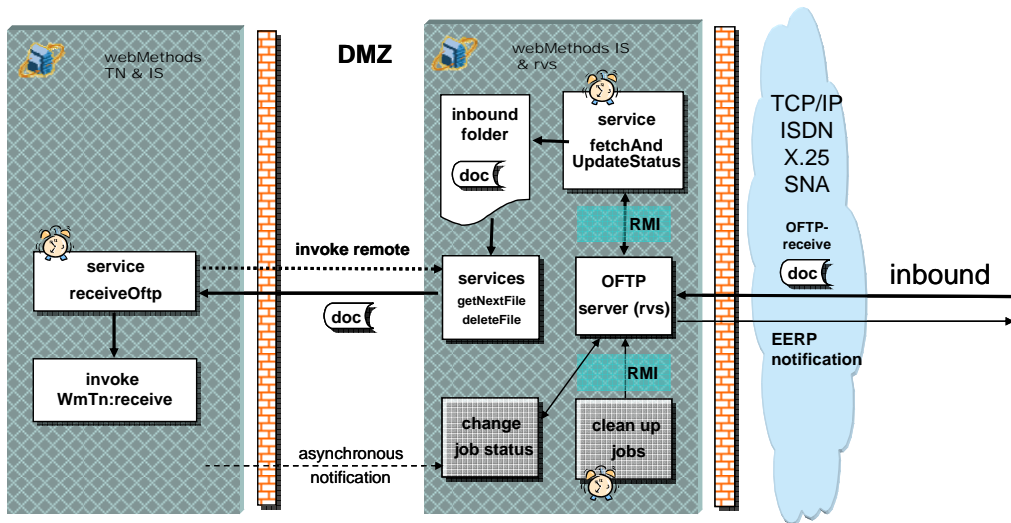 webMethods
TN & IS
service
receiveOftp
invoke
WmTn:receive
DMZ
invoke remote
doc
asynchronous
notification
webMethods IS
& rvs
inbound
folder
doc
service
fetchAnd
UpdateStatus
RMI
services
getNextFile
deleteFile
OFTP
server (rvs)
RMI
change
job status
clean up
jobs
TCP/IP
ISDN
X.25
SNA
OFTP-
receive
doc
inbound
EERP
notification